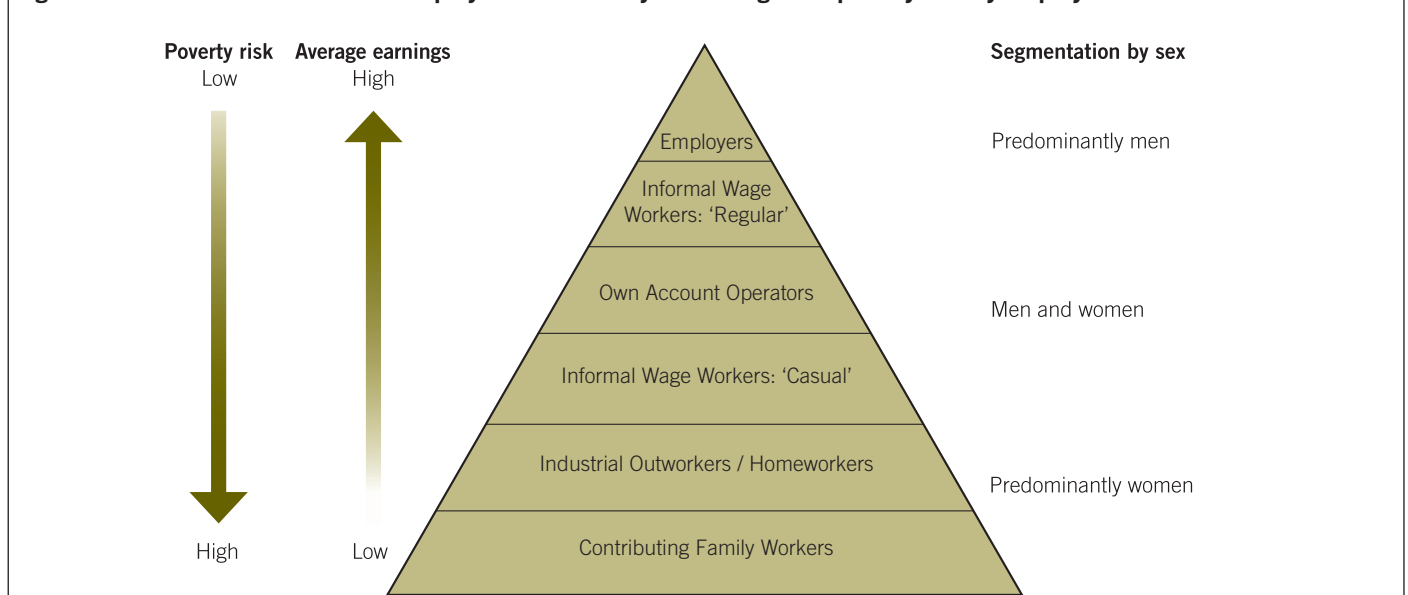 Poverty risk Average earnings Segmentation by sex
Low High
Employers Predominantly men
Informal Wage
Workers: ‘Regular’
Own Account Operators
Men and women
Informal Wage Workers: ‘Casual’
Industrial Outworkers / Homeworkers
Predominantly women
Contributing Family Workers
High Low